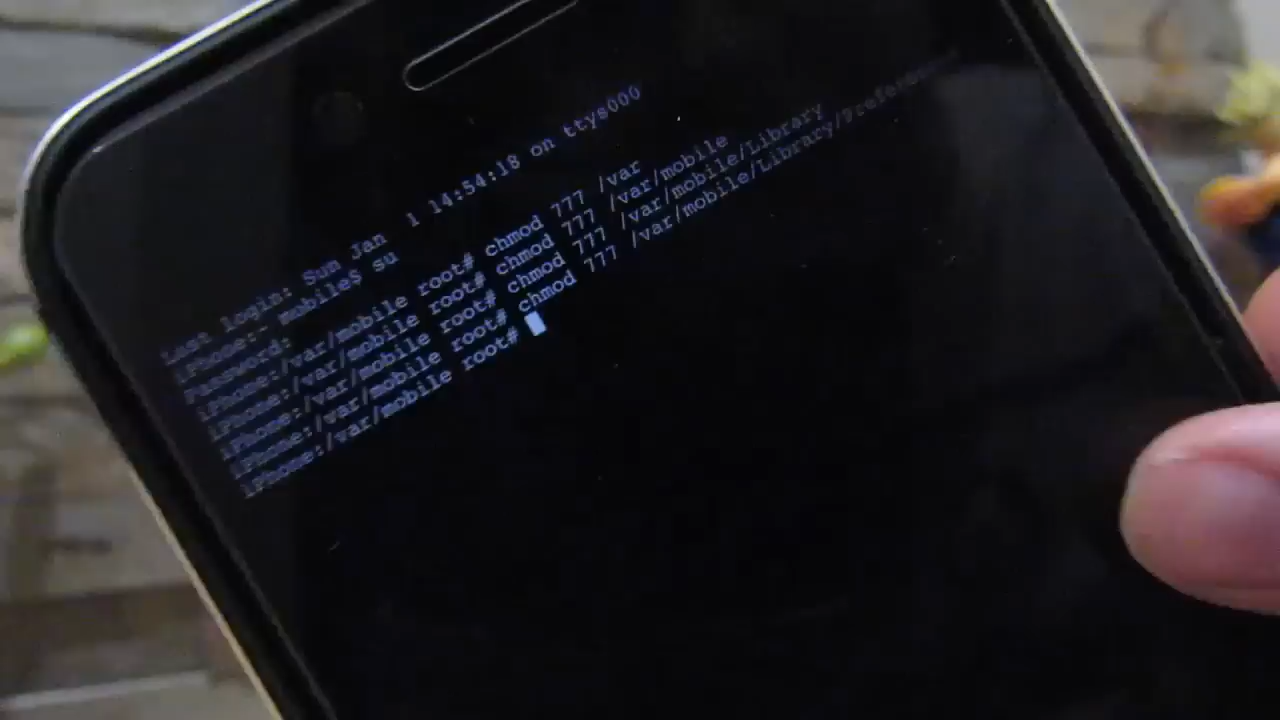 Last login: Sun Jan  1 14:54:18 on ttys000
iPhone:~ mobile$ su
Password:
iPhone:/var/mobile root# chmod 777 /var
iPhone:/var/mobile root# chmod 777 /var/mobile
iPhone:/var/mobile root# chmod 777 /var/mobile/Library
iPhone:/var/mobile root# chmod 777 /var/mobile/Library/Preferences
iPhone:/var/mobile root#